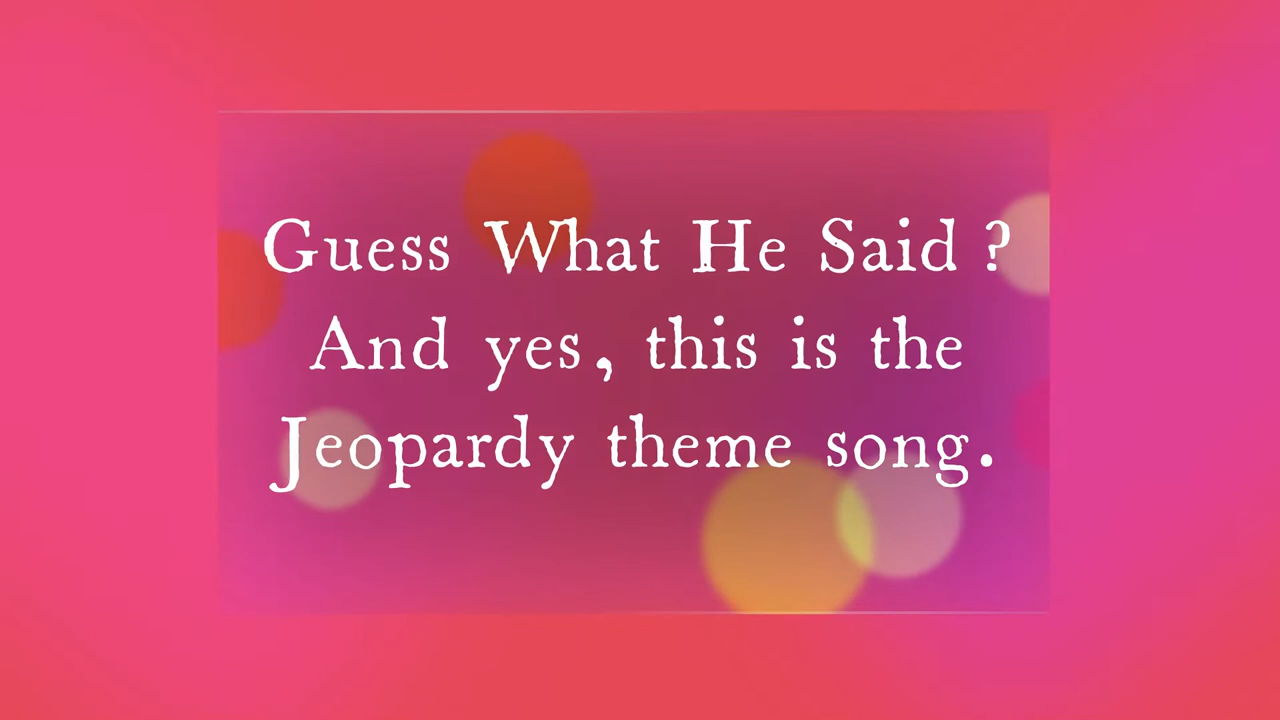 Guess What He Said ?
And yes, this is the
Jeopardy theme song.